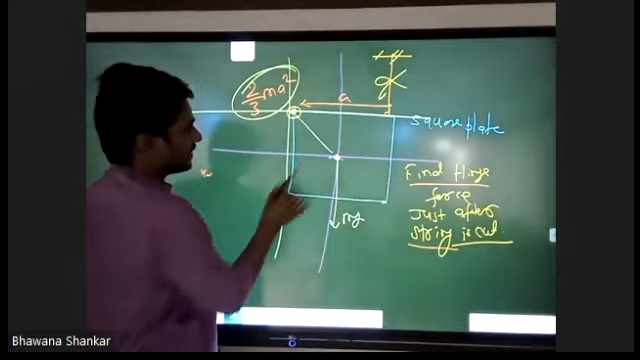 2/3 ma²
a
square plate
Find Hinge
force
Just after
string is cut.
mg
Bhawana Shankar